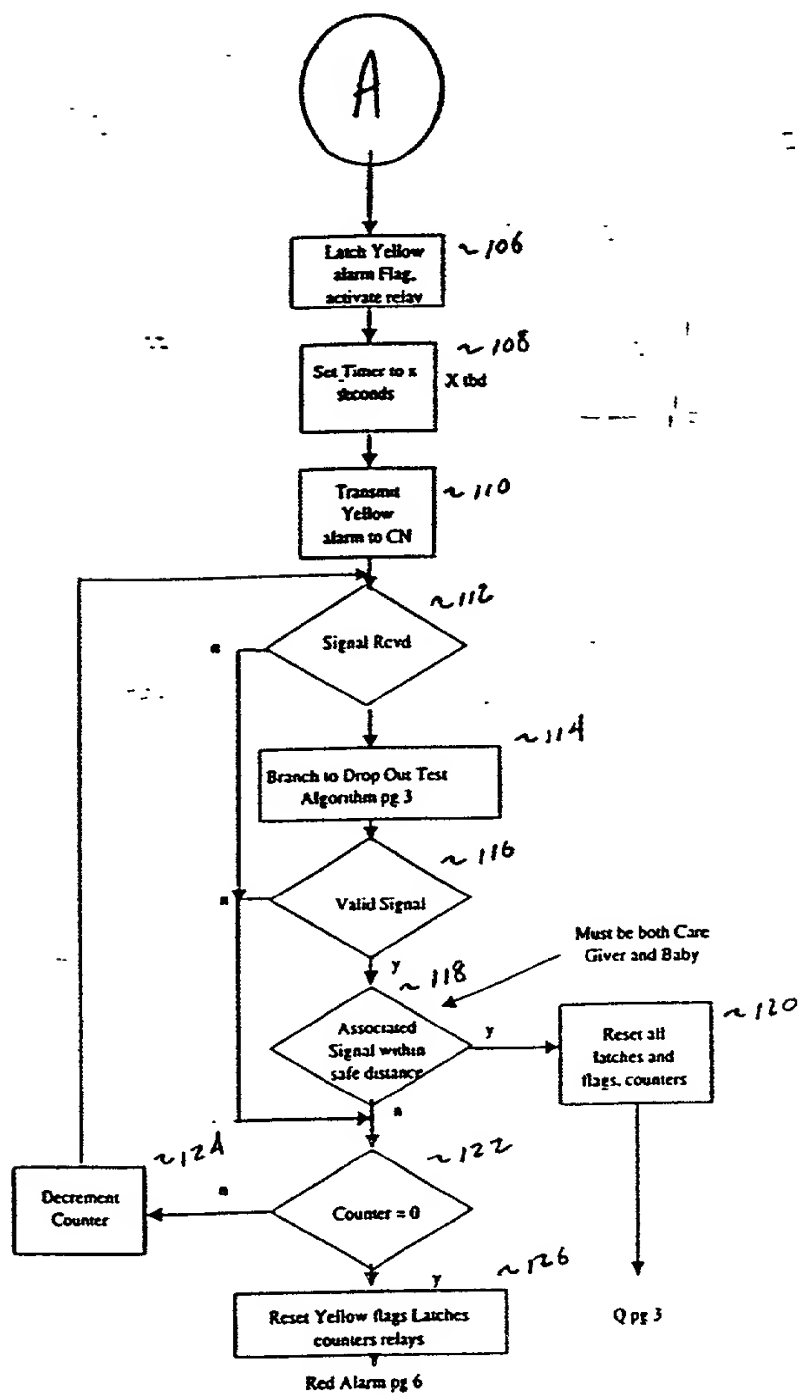 A
Latch Yellow
alarm Flag,
activate relay
~106
Set Timer to x
seconds
~108
X tbd
Transmit
Yellow
alarm to CN
~110
Signal Rcvd
~112
n
Branch to Drop Out Test
Algorithm pg 3
~114
Valid Signal
~116
n
y
Must be both Care
Giver and Baby
Associated
Signal within
safe distance
~118
y
n
Reset all
latches and
flags, counters
~120
Counter = 0
~122
n
y
Decrement
Counter
~124
Reset Yellow flags Latches
counters relays
~126
Q pg 3
Red Alarm pg 6